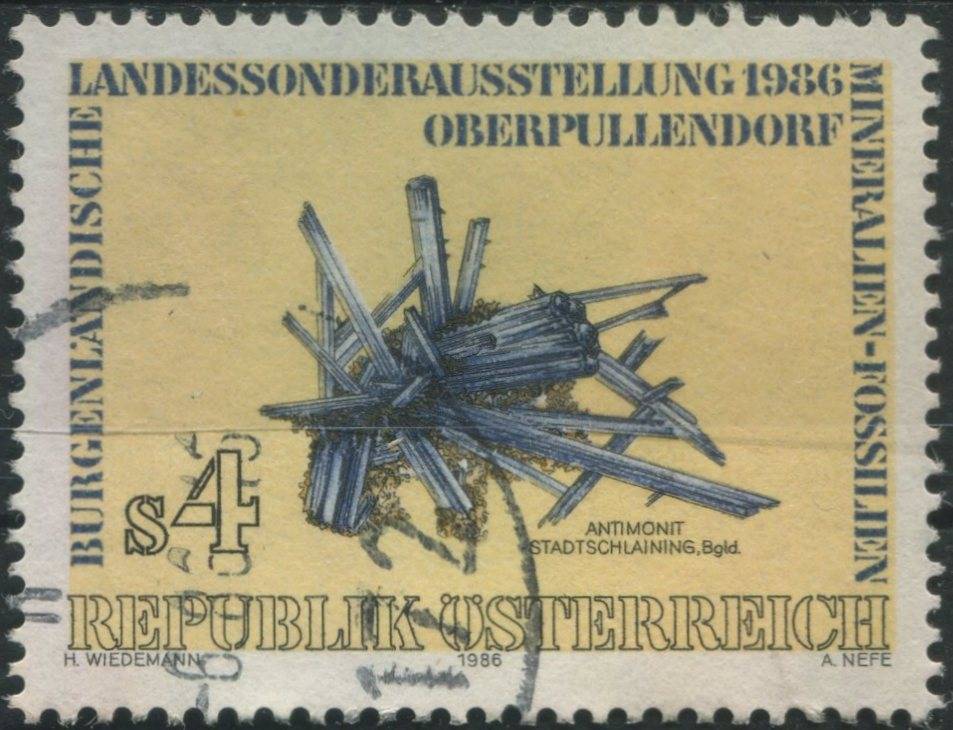 BURGENLÄNDISCHE
LANDESSONDERAUSSTELLUNG 1986
OBERPULLENDORF
MINERALIEN-FOSSILIEN
S4
ANTIMONIT
STADTSCHLAINING, Bgld.
REPUBLIK ÖSTERREICH
H. WIEDEMANN
1986
A. NEFE